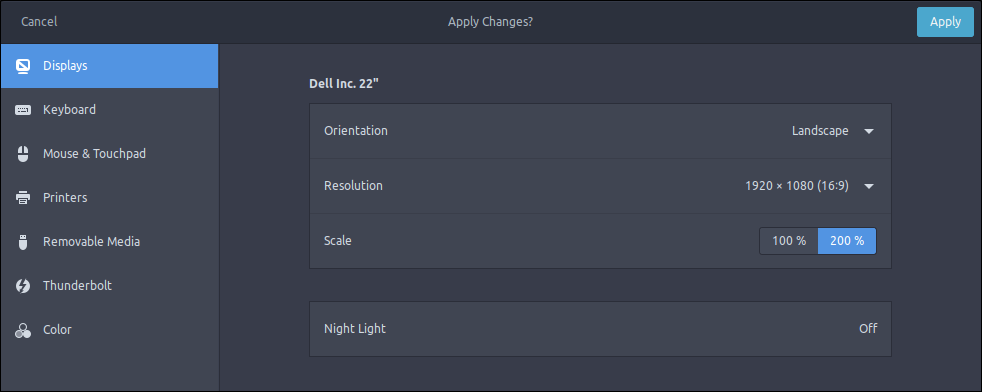 Cancel Apply Changes? Apply
Displays
Keyboard
Mouse & Touchpad
Printers
Removable Media
Thunderbolt
Color
Dell Inc. 22"
Orientation Landscape
Resolution 1920 × 1080 (16:9)
Scale 100 % 200 %
Night Light Off